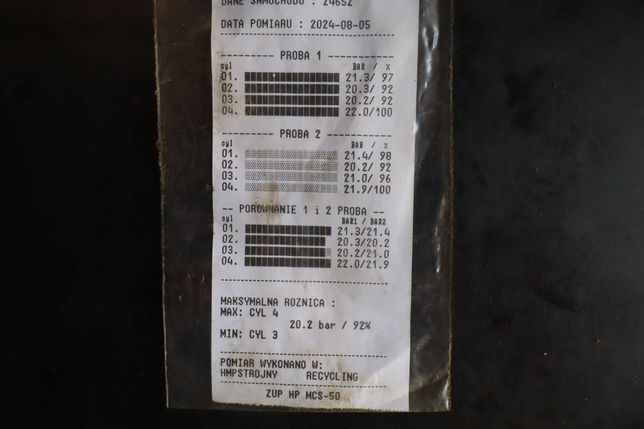 DANE SAMOCHODU : Z465Z
DATA POMIARU : 2024-08-05
PROBA 1
cyl BAR / %
01. 21.3/ 97
02. 20.3/ 92
03. 20.2/ 92
04. 22.0/100
PROBA 2
cyl BAR / %
01. 21.4/ 98
02. 20.2/ 92
03. 21.0/ 96
04. 21.9/100
-- POROWNANIE 1 i 2 PROBA --
cyl BAR1 / BAR2
01. 21.3/21.4
02. 20.3/20.2
03. 20.2/21.0
04. 22.0/21.9
MAKSYMALNA ROZNICA :
MAX: CYL 4
20.2 bar / 92%
MIN: CYL 3
POMIAR WYKONANO W:
HMPSTROJNY RECYCLING
ZUP HP MCS-50